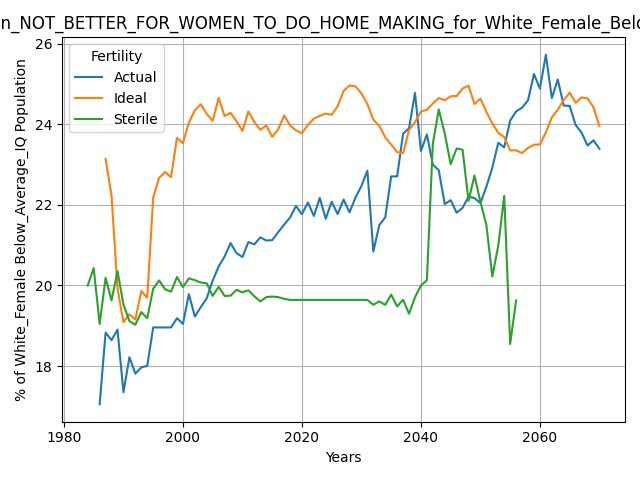 n_NOT_BETTER_FOR_WOMEN_TO_DO_HOME_MAKING_for_White_Female_Belo
Fertility
Actual
Ideal
Sterile
% of White_Female Below_Average_IQ Population
26
24
22
20
18
1980
2000
2020
2040
2060
Years